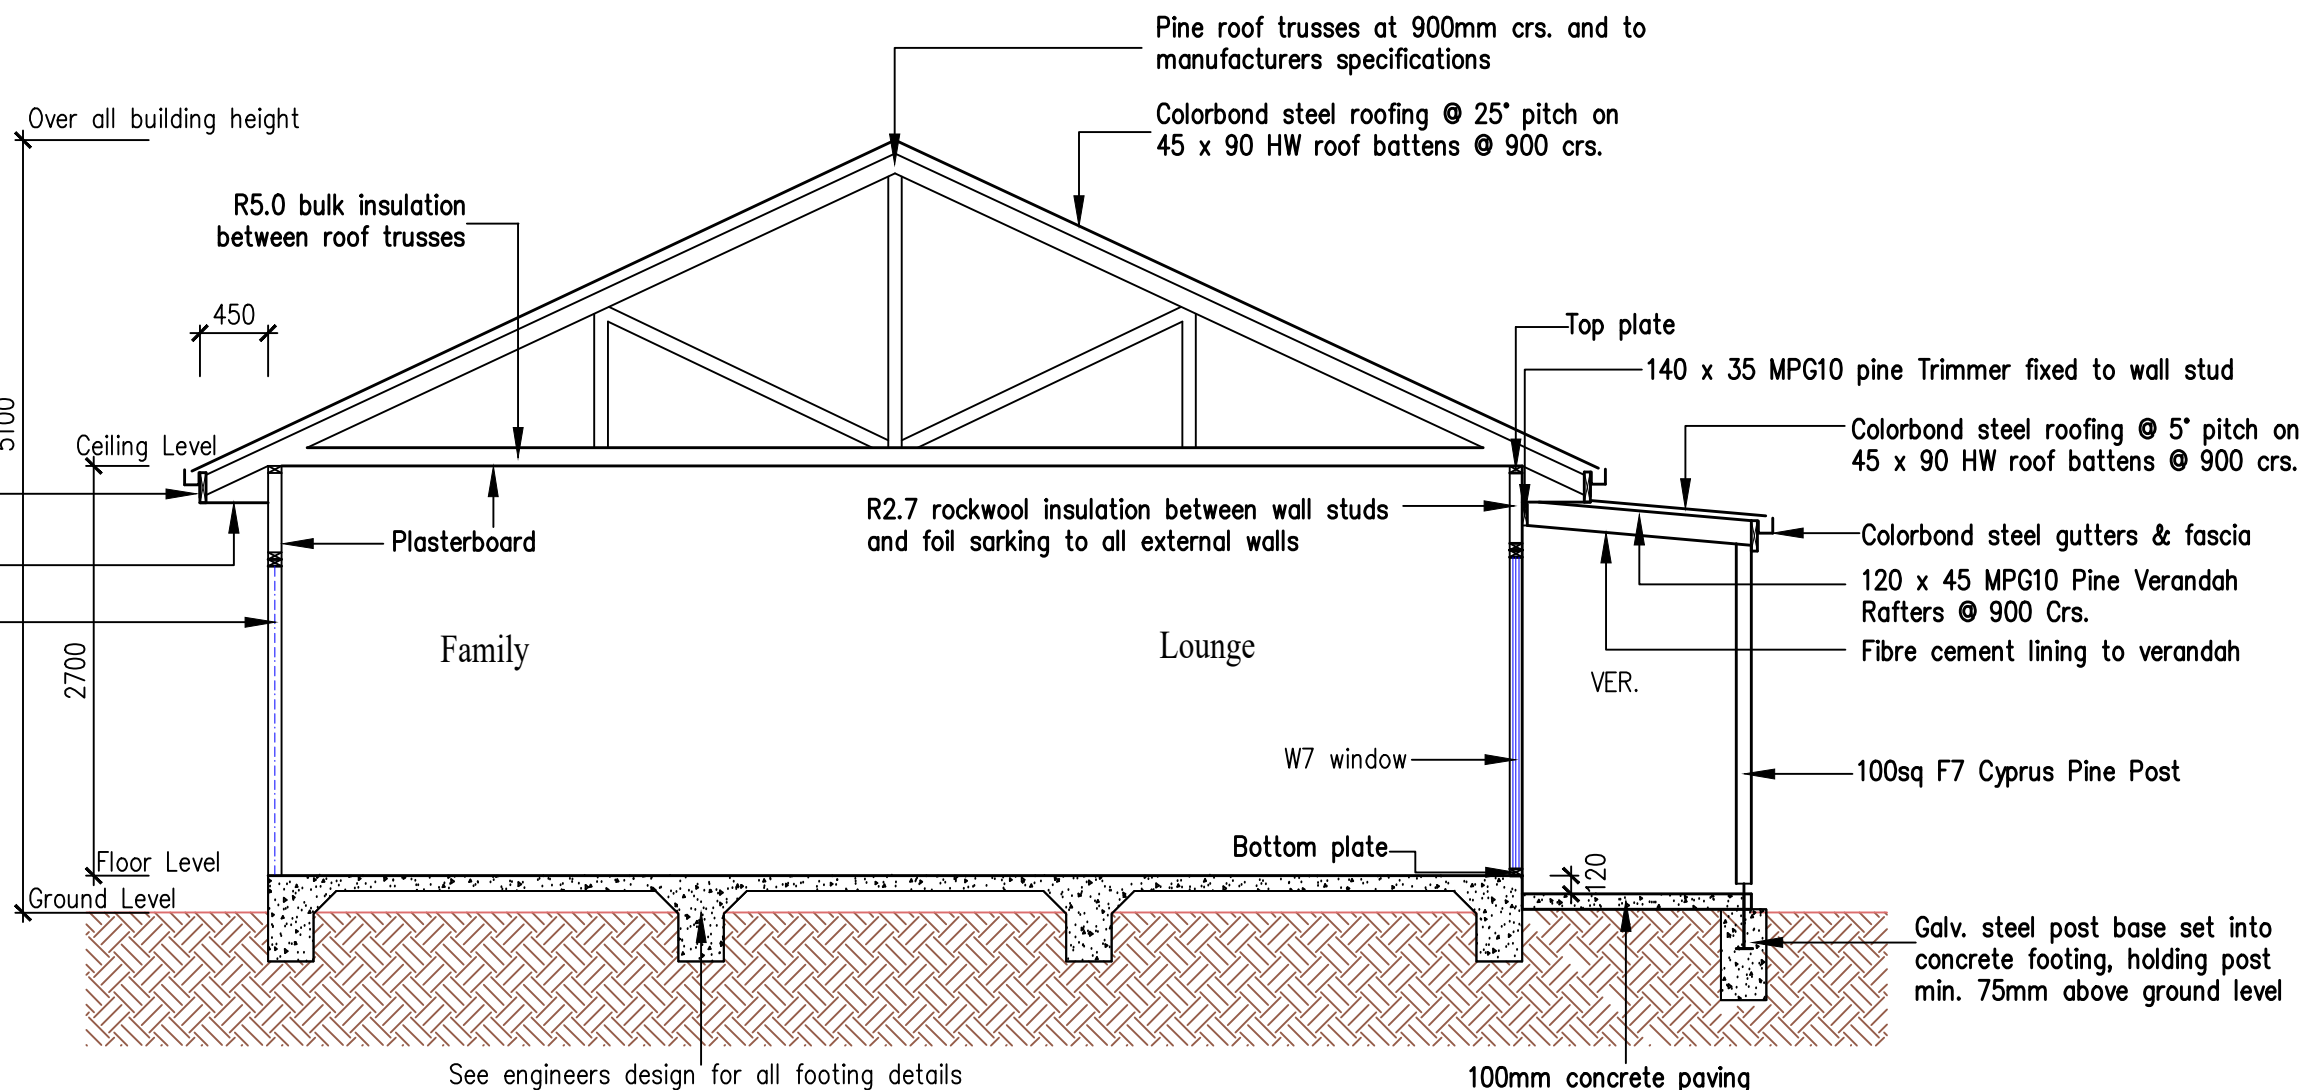 Pine roof trusses at 900mm crs. and to
manufacturers specifications
Colorbond steel roofing @ 25° pitch on
45 x 90 HW roof battens @ 900 crs.
Over all building height
R5.0 bulk insulation
between roof trusses
450
5100
Ceiling Level
Top plate
140 x 35 MPG10 pine Trimmer fixed to wall stud
Colorbond steel roofing @ 5° pitch on
45 x 90 HW roof battens @ 900 crs.
R2.7 rockwool insulation between wall studs
and foil sarking to all external walls
Plasterboard
Colorbond steel gutters & fascia
120 x 45 MPG10 Pine Verandah
Rafters @ 900 Crs.
Fibre cement lining to verandah
2700
Family
Lounge
VER.
W7 window
100sq F7 Cyprus Pine Post
Bottom plate
120
Floor Level
Ground Level
Galv. steel post base set into
concrete footing, holding post
min. 75mm above ground level
See engineers design for all footing details
100mm concrete paving